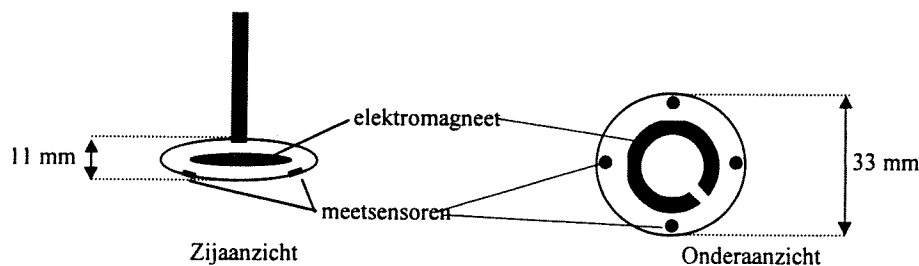 elektromagneet
11 mm
33 mm
meetsensoren
Zijaanzicht
Onderaanzicht